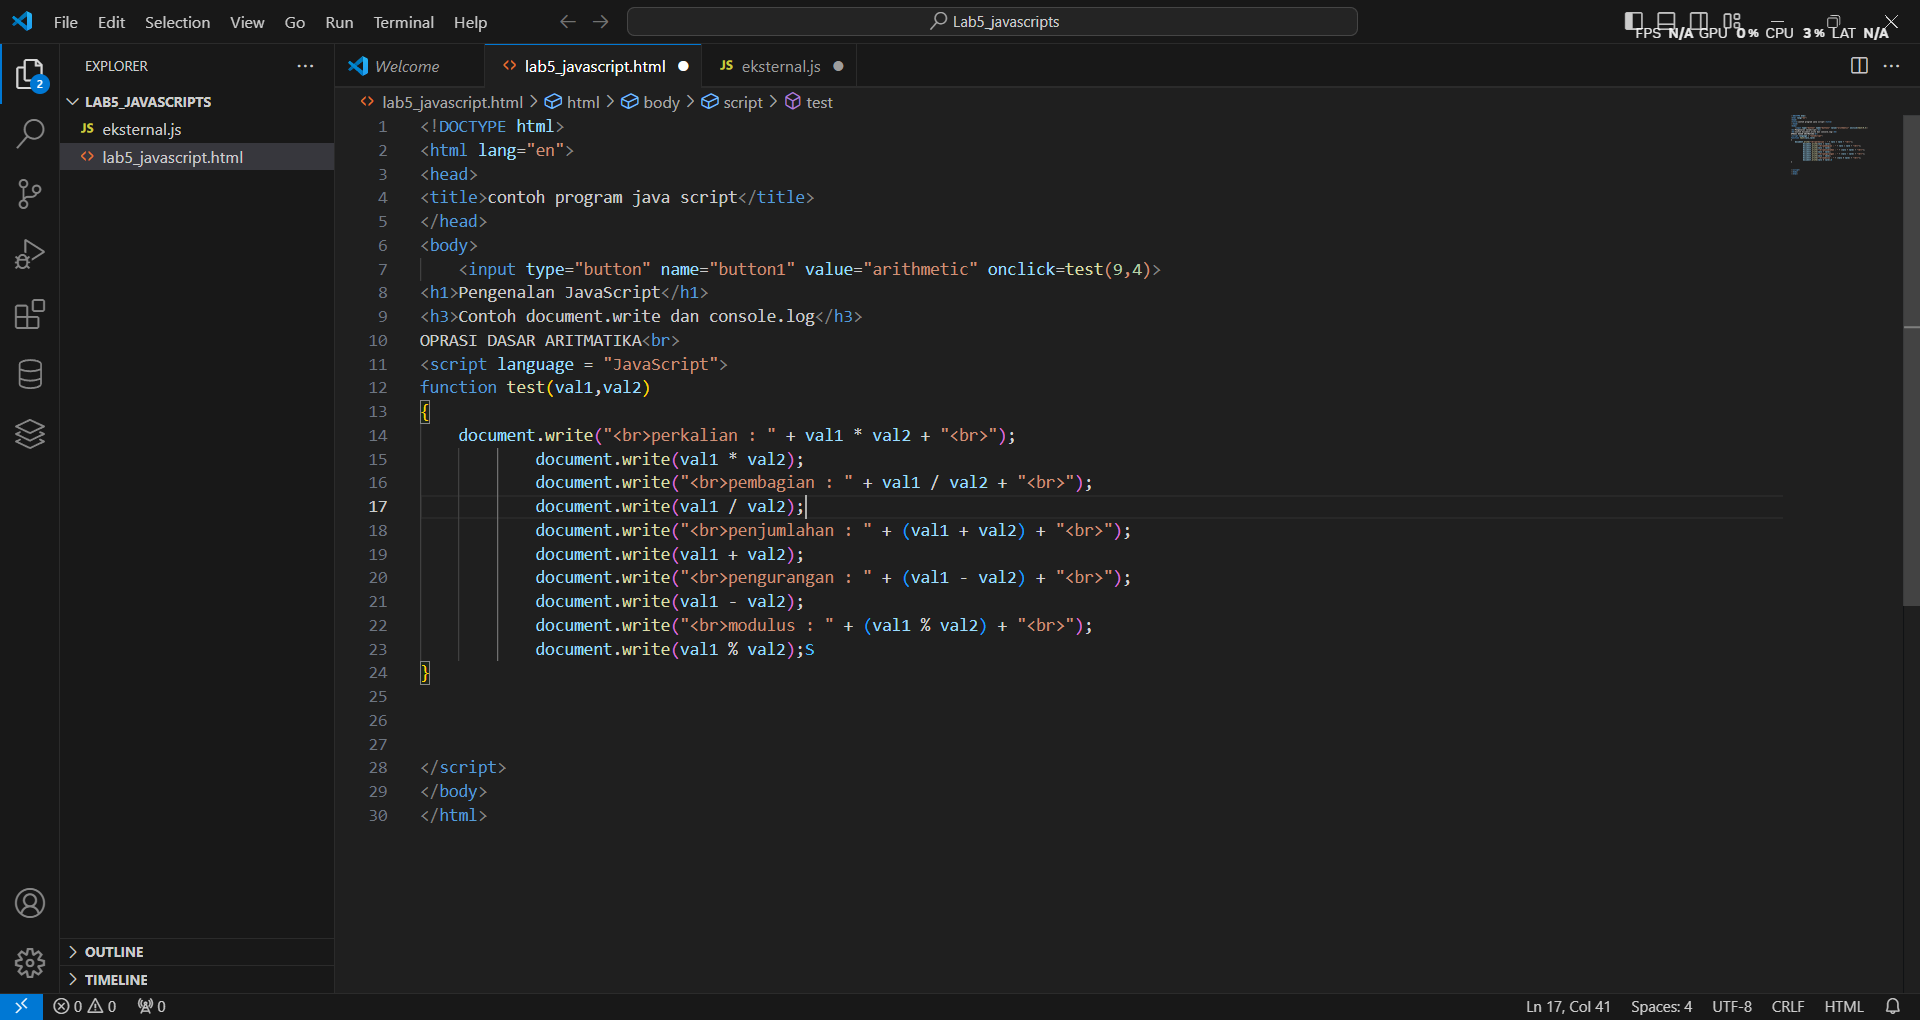 File Edit Selection View Go Run Terminal Help
Lab5_javascripts
FPS N/A GPU 0% CPU 3% LAT N/A
EXPLORER
Welcome
lab5_javascript.html
JS eksternal.js
2
LAB5_JAVASCRIPTS
JS eksternal.js
lab5_javascript.html
lab5_javascript.html > html > body > script > test
1 <!DOCTYPE html>
2 <html lang="en">
3 <head>
4 <title>contoh program java script</title>
5 </head>
6 <body>
7 <input type="button" name="button1" value="arithmetic" onclick=test(9,4)>
8 <h1>Pengenalan JavaScript</h1>
9 <h3>Contoh document.write dan console.log</h3>
10 OPRASI DASAR ARITMATIKA<br>
11 <script language = "JavaScript">
12 function test(val1,val2)
13 {
14 document.write("<br>perkalian : " + val1 * val2 + "<br>");
15 document.write(val1 * val2);
16 document.write("<br>pembagian : " + val1 / val2 + "<br>");
17 document.write(val1 / val2);
18 document.write("<br>penjumlahan : " + (val1 + val2) + "<br>");
19 document.write(val1 + val2);
20 document.write("<br>pengurangan : " + (val1 - val2) + "<br>");
21 document.write(val1 - val2);
22 document.write("<br>modulus : " + (val1 % val2) + "<br>");
23 document.write(val1 % val2);S
24 }
25
26
27
28 </script>
29 </body>
30 </html>
OUTLINE
TIMELINE
0 0 0
Ln 17, Col 41 Spaces: 4 UTF-8 CRLF HTML